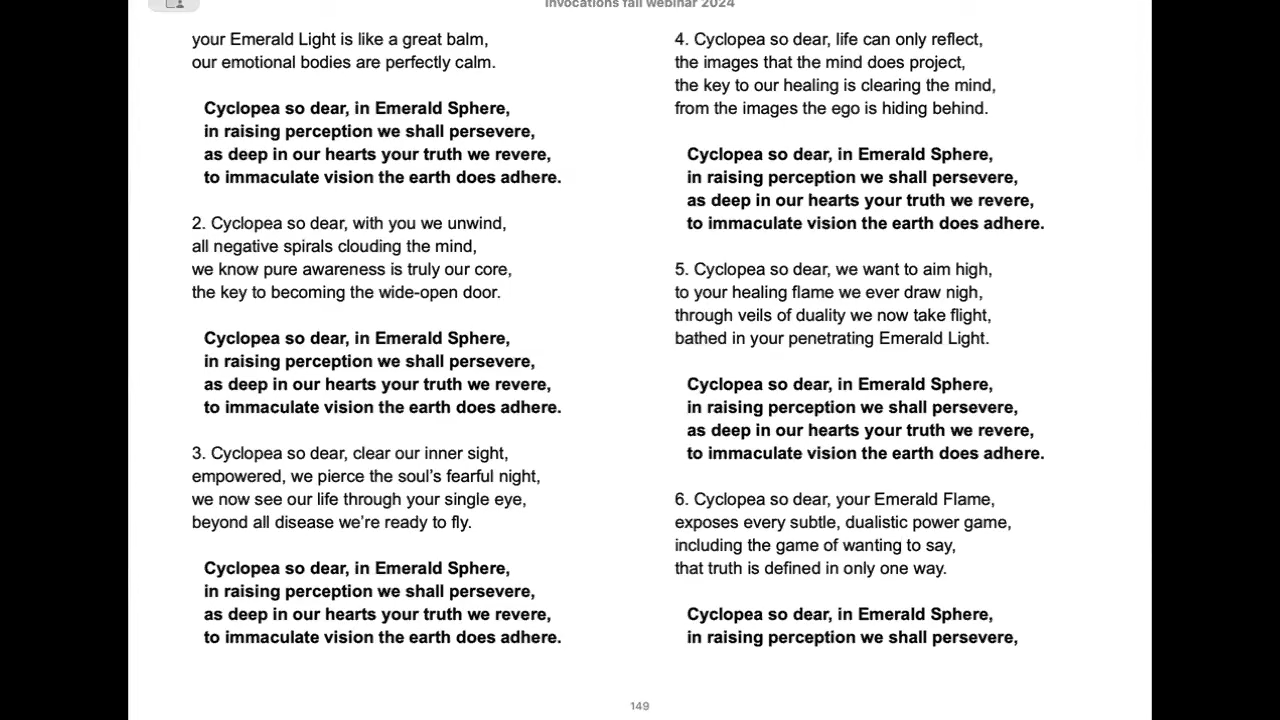 Invocations fall webinar 2024
your Emerald Light is like a great balm,
our emotional bodies are perfectly calm.
Cyclopea so dear, in Emerald Sphere,
in raising perception we shall persevere,
as deep in our hearts your truth we revere,
to immaculate vision the earth does adhere.
2. Cyclopea so dear, with you we unwind,
all negative spirals clouding the mind,
we know pure awareness is truly our core,
the key to becoming the wide-open door.
Cyclopea so dear, in Emerald Sphere,
in raising perception we shall persevere,
as deep in our hearts your truth we revere,
to immaculate vision the earth does adhere.
3. Cyclopea so dear, clear our inner sight,
empowered, we pierce the soul’s fearful night,
we now see our life through your single eye,
beyond all disease we’re ready to fly.
Cyclopea so dear, in Emerald Sphere,
in raising perception we shall persevere,
as deep in our hearts your truth we revere,
to immaculate vision the earth does adhere.
4. Cyclopea so dear, life can only reflect,
the images that the mind does project,
the key to our healing is clearing the mind,
from the images the ego is hiding behind.
Cyclopea so dear, in Emerald Sphere,
in raising perception we shall persevere,
as deep in our hearts your truth we revere,
to immaculate vision the earth does adhere.
5. Cyclopea so dear, we want to aim high,
to your healing flame we ever draw nigh,
through veils of duality we now take flight,
bathed in your penetrating Emerald Light.
Cyclopea so dear, in Emerald Sphere,
in raising perception we shall persevere,
as deep in our hearts your truth we revere,
to immaculate vision the earth does adhere.
6. Cyclopea so dear, your Emerald Flame,
exposes every subtle, dualistic power game,
including the game of wanting to say,
that truth is defined in only one way.
Cyclopea so dear, in Emerald Sphere,
in raising perception we shall persevere,
149